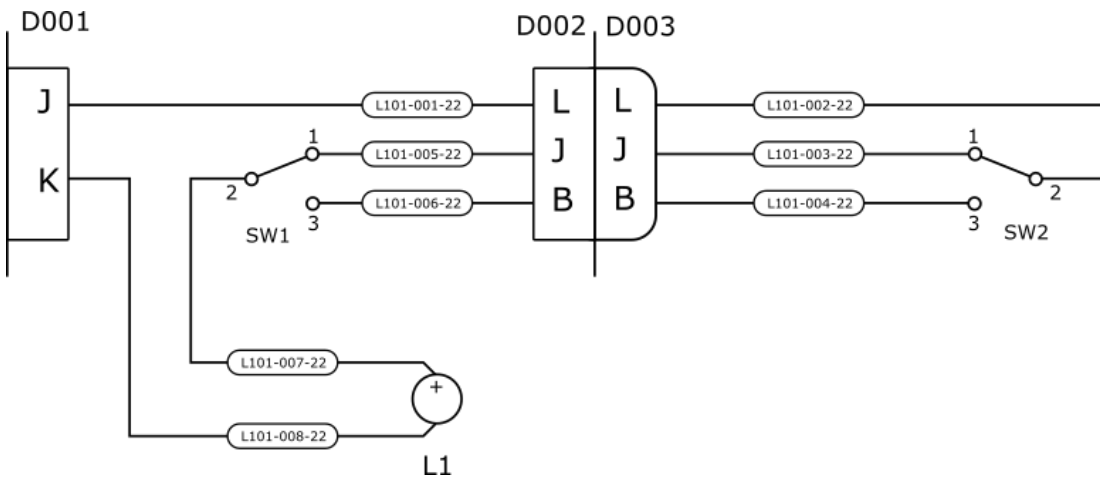 D001
D002 D003
J
L101-001-22
L
L
L101-002-22
1
L101-005-22
J
J
L101-003-22
1
K
2
2
L101-006-22
B
B
L101-004-22
3
3
SW1
SW2
L101-007-22
+
L101-008-22
L1